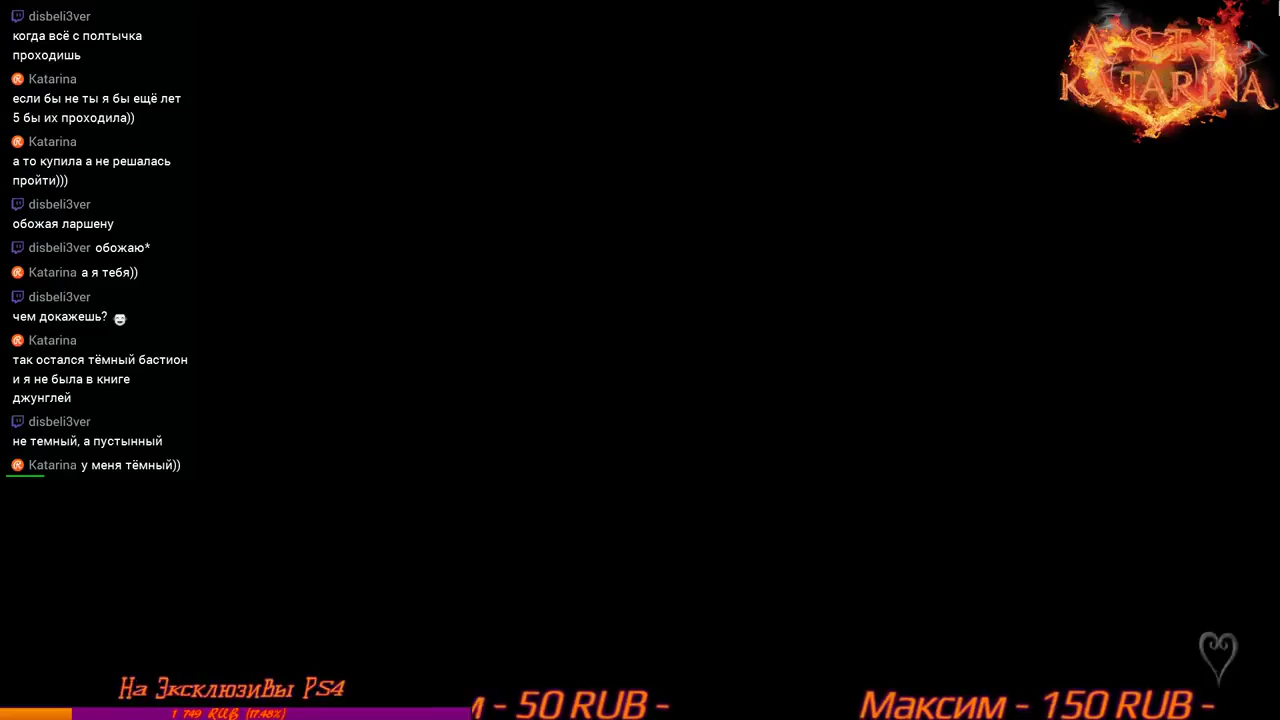 disbeli3ver
когда всё с полтычка
проходишь
Katarina
если бы не ты я бы ещё лет
5 бы их проходила))
Katarina
а то купила а не решалась
пройти)))
disbeli3ver
обожая ларшену
disbeli3ver обожаю*
Katarina а я тебя))
disbeli3ver
чем докажешь?
Katarina
так остался тёмный бастион
и я не была в книге
джунглей
disbeli3ver
не темный, а пустынный
Katarina у меня тёмный))
ASTI
KATARINA
На Эксклюзивы PS4
1 749 RUB (17.48%)
- 50 RUB -
Максим - 150 RUB -